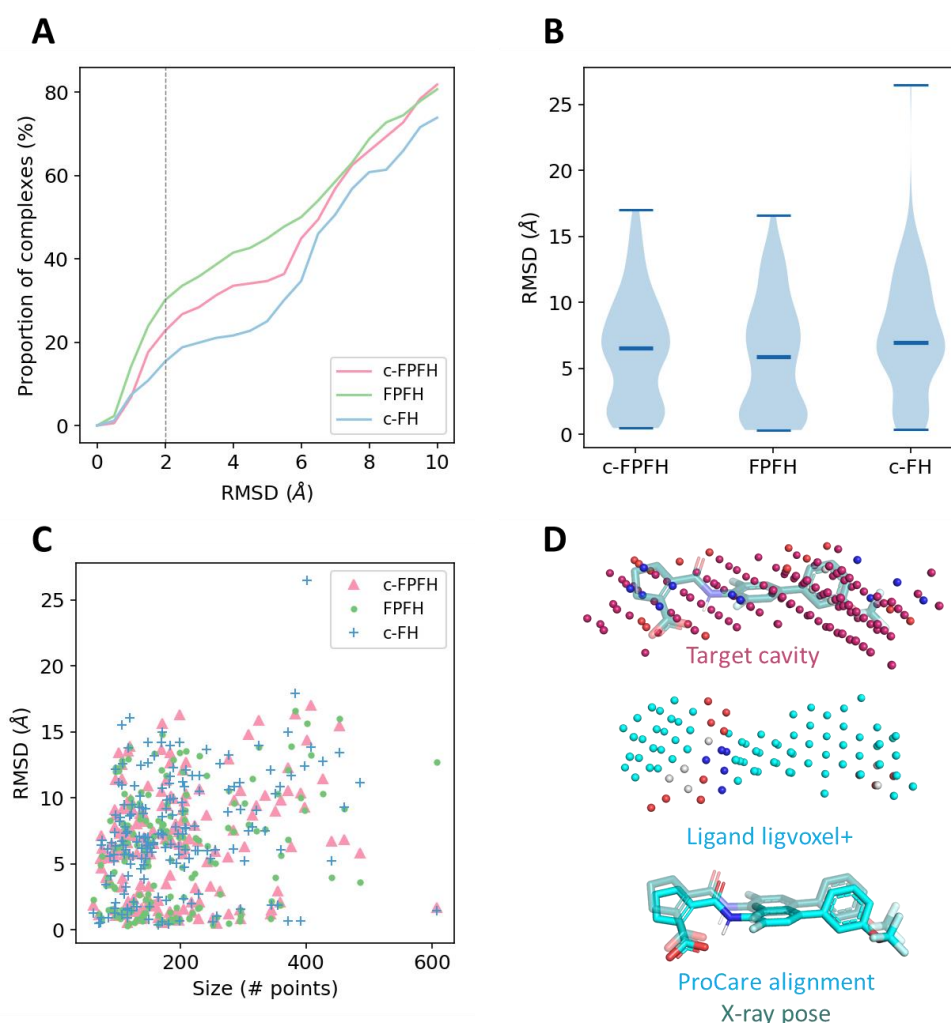 A
Proportion of complexes (%)
80
60
40
20
0
0 2 4 6 8 10
RMSD (Å)
c-FPFH
FPFH
c-FH
B
RMSD (Å)
25
20
15
10
5
0
c-FPFH FPFH c-FH
C
RMSD (Å)
25
20
15
10
5
0
200 400 600
Size (# points)
c-FPFH
FPFH
c-FH
D
Target cavity
Ligand ligvoxel+
ProCare alignment
X-ray pose